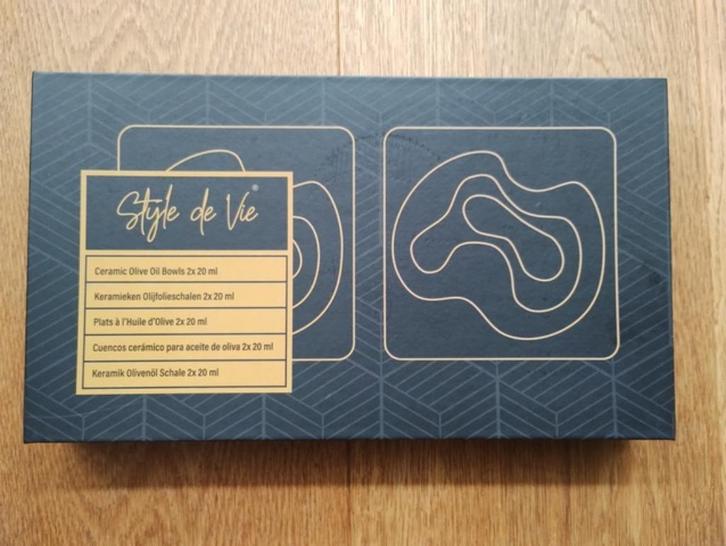 Style de Vie®
Ceramic Olive Oil Bowls 2x 20 ml
Keramieken Olijfolieschalen 2x 20 ml
Plats à l'Huile d'Olive 2x 20 ml
Cuencos cerámico para aceite de oliva 2x 20 ml
Keramik Olivenöl Schale 2x 20 ml